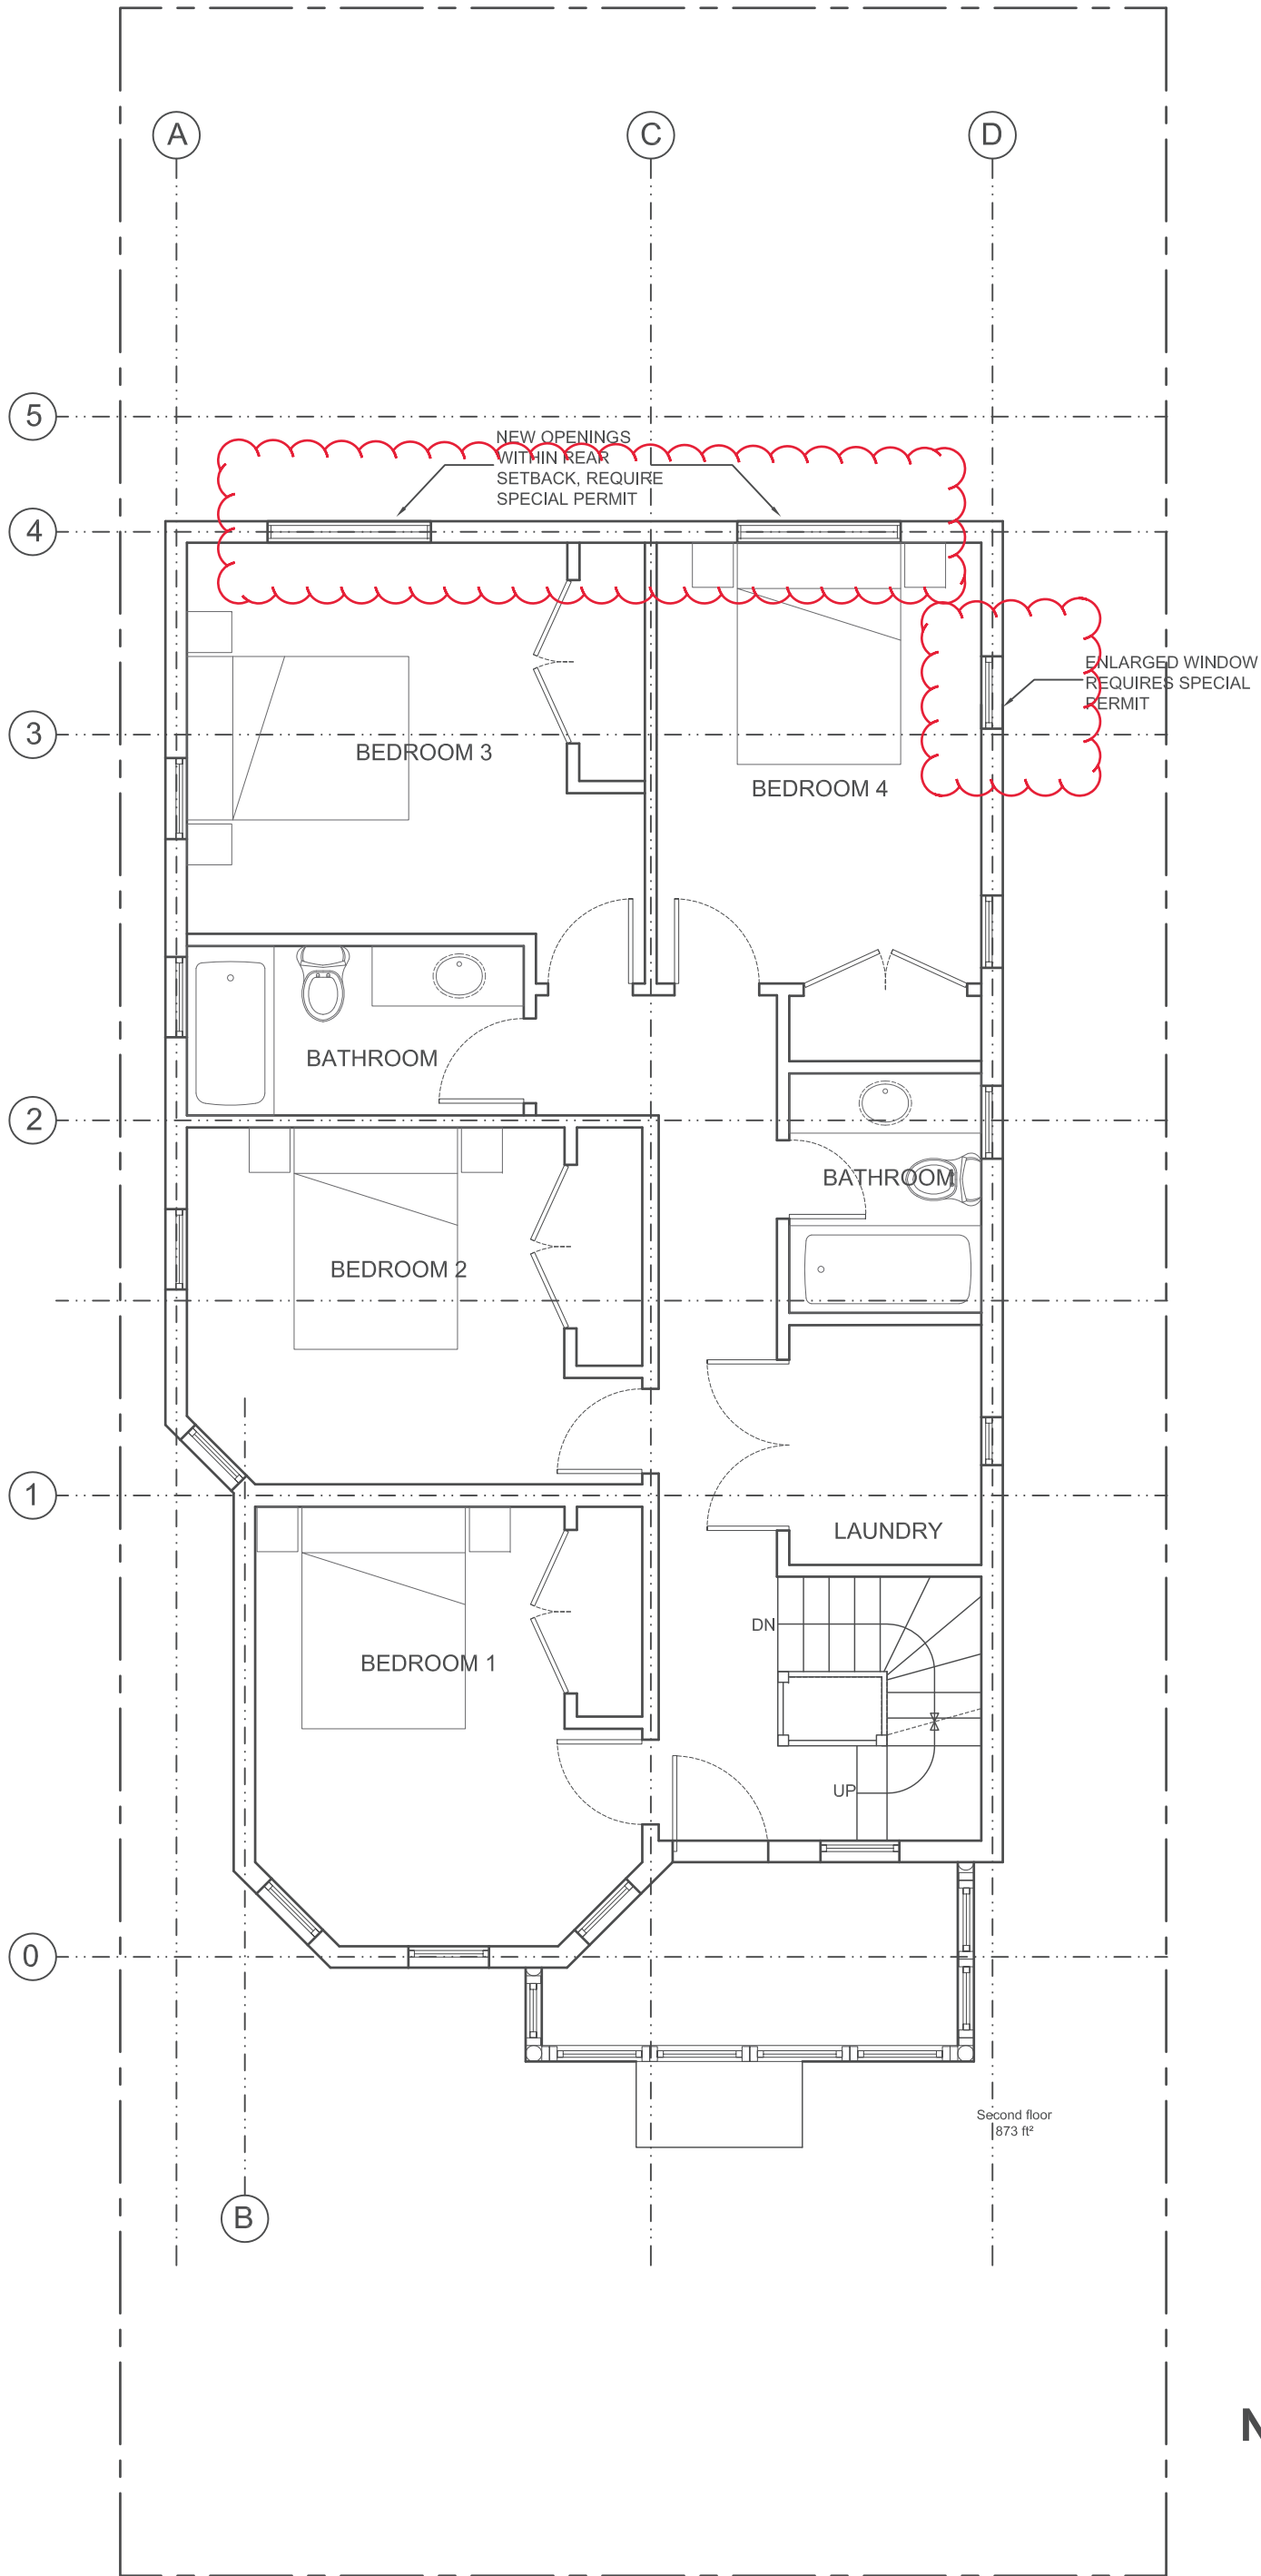 A
C
D
5
NEW OPENINGS
WITHIN REAR
SETBACK, REQUIRE
SPECIAL PERMIT
4
ENLARGED WINDOW
REQUIRES SPECIAL
PERMIT
3
BEDROOM 3
BEDROOM 4
BATHROOM
2
BATHROOM
BEDROOM 2
1
LAUNDRY
DN
BEDROOM 1
UP
0
Second floor
873 ft²
B
N